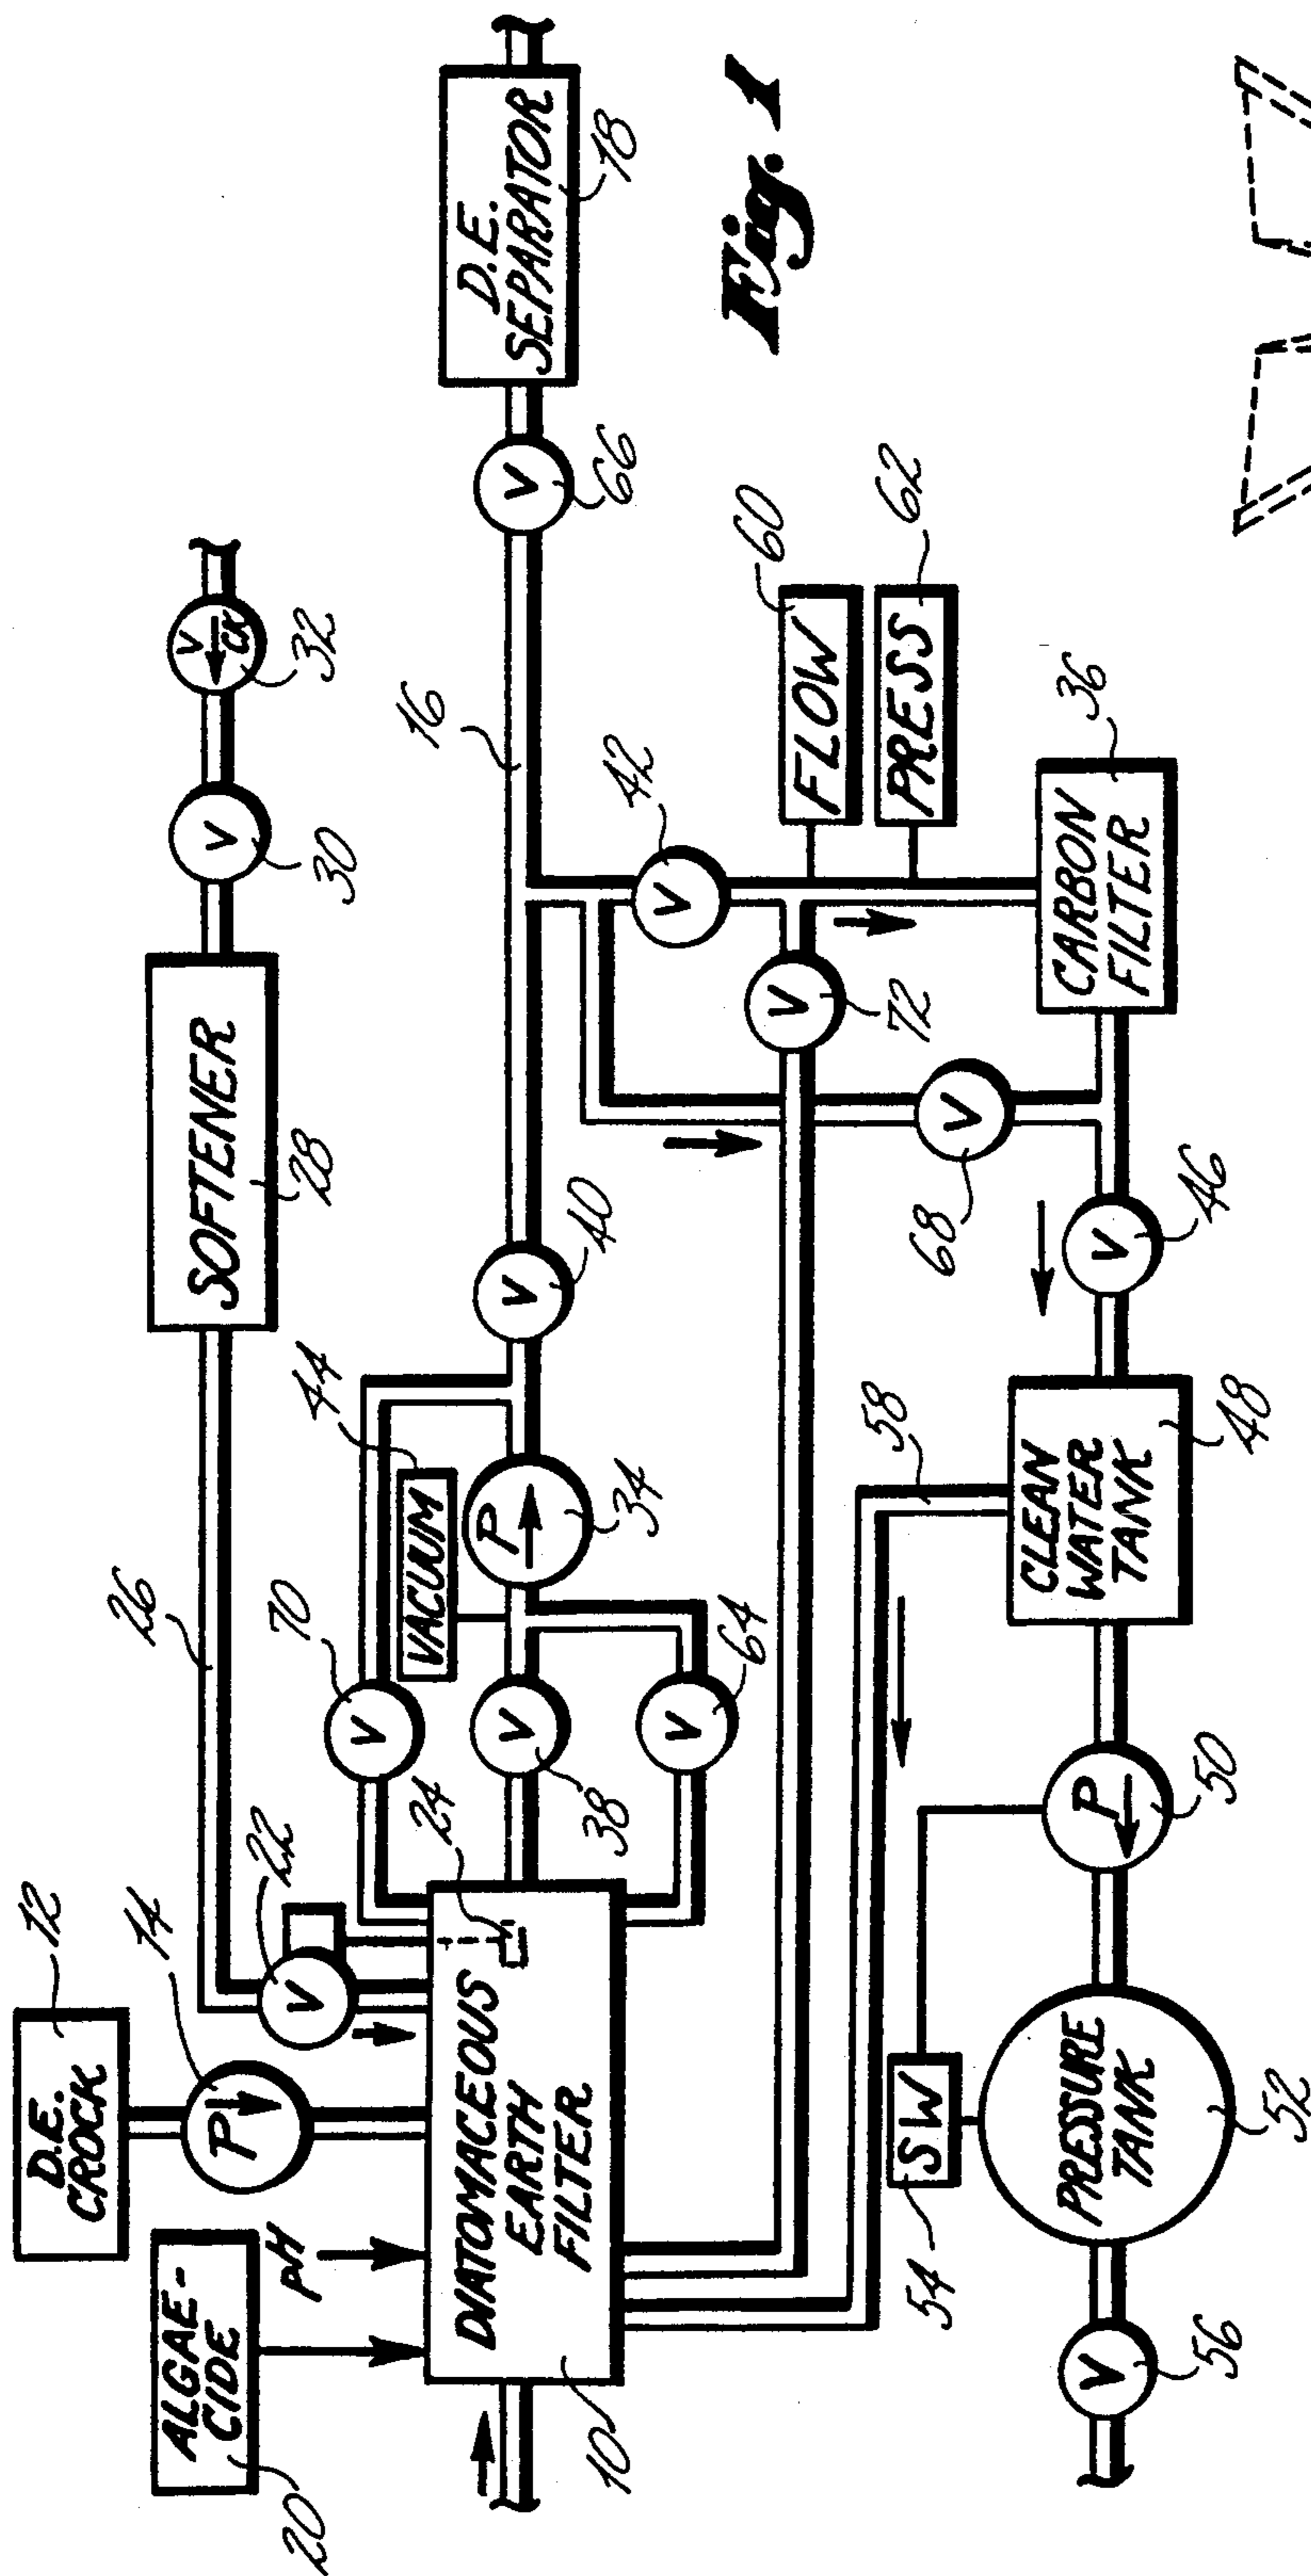 D.E.
CROCK
12
14
ALGAE-
CIDE
20
pH
P
V
22
26
SOFTENER
28
V
30
V
CK
32
DIATOMACEOUS
EARTH
FILTER
10
24
V
70
VACUUM
44
V
38
V
64
P
34
V
40
16
V
66
D.E.
SEPARATOR
18
Fig. 1
V
42
V
72
FLOW
60
PRESS
62
V
68
CARBON
FILTER
36
V
46
CLEAN
WATER
TANK
48
58
P
50
SW
54
PRESSURE
TANK
52
V
56